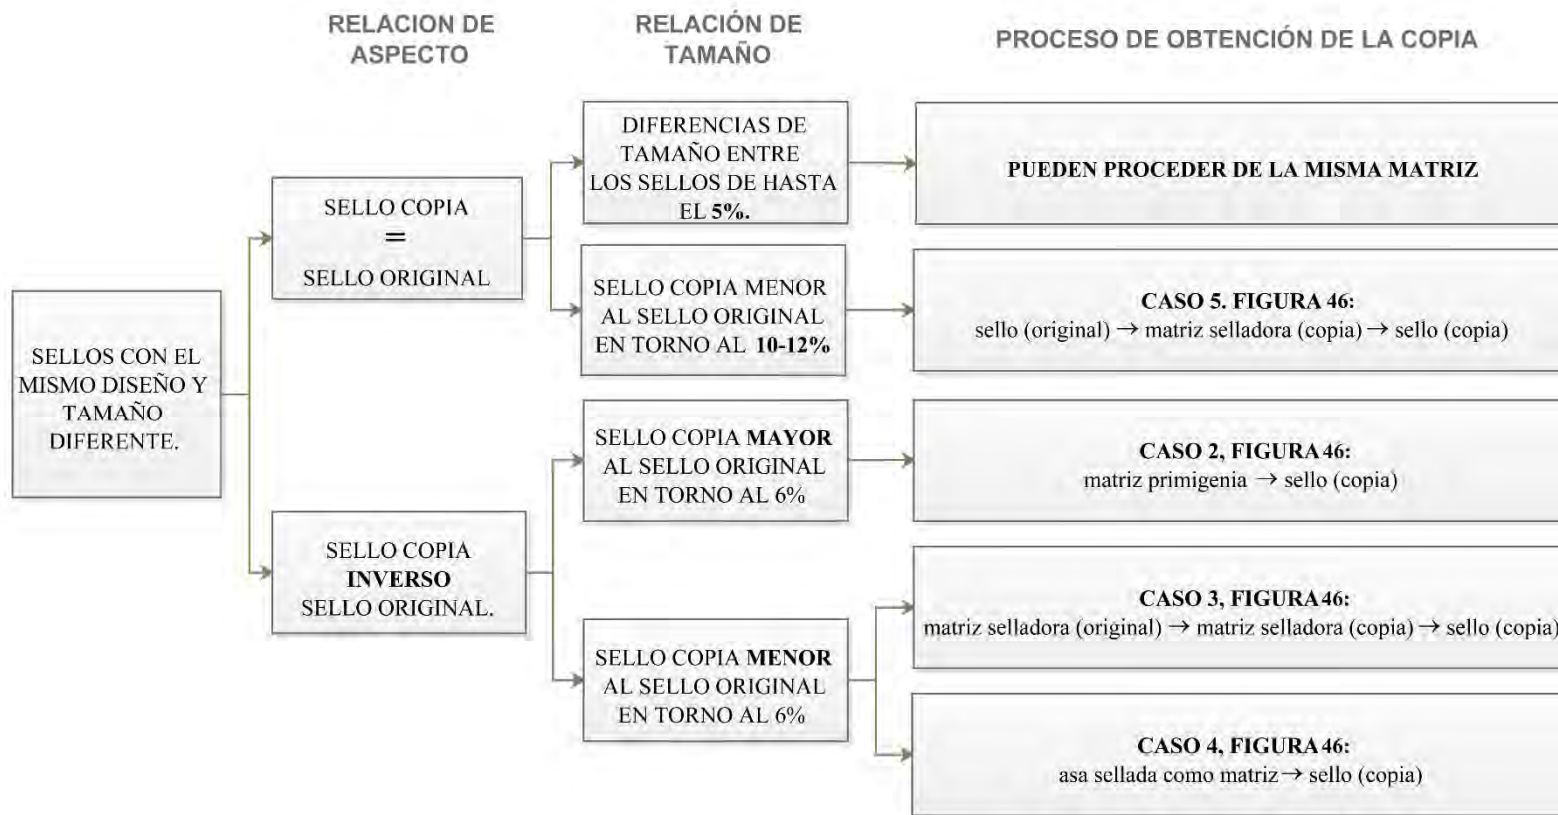 RELACION DE
ASPECTO
RELACIÓN DE
TAMAÑO
PROCESO DE OBTENCIÓN DE LA COPIA
SELLOS CON EL
MISMO DISEÑO Y
TAMAÑO
DIFERENTE.
SELLO COPIA
=
SELLO ORIGINAL
DIFERENCIAS DE
TAMAÑO ENTRE
LOS SELLOS DE HASTA
EL 5%.
PUEDEN PROCEDER DE LA MISMA MATRIZ
SELLO COPIA MENOR
AL SELLO ORIGINAL
EN TORNO AL 10-12%
CASO 5. FIGURA 46:
sello (original) → matriz selladora (copia) → sello (copia)
SELLO COPIA
INVERSO
SELLO ORIGINAL.
SELLO COPIA MAYOR
AL SELLO ORIGINAL
EN TORNO AL 6%
CASO 2, FIGURA 46:
matriz primigenia → sello (copia)
SELLO COPIA MENOR
AL SELLO ORIGINAL
EN TORNO AL 6%
CASO 3, FIGURA 46:
matriz selladora (original) → matriz selladora (copia) → sello (copia)
CASO 4, FIGURA 46:
asa sellada como matriz → sello (copia)